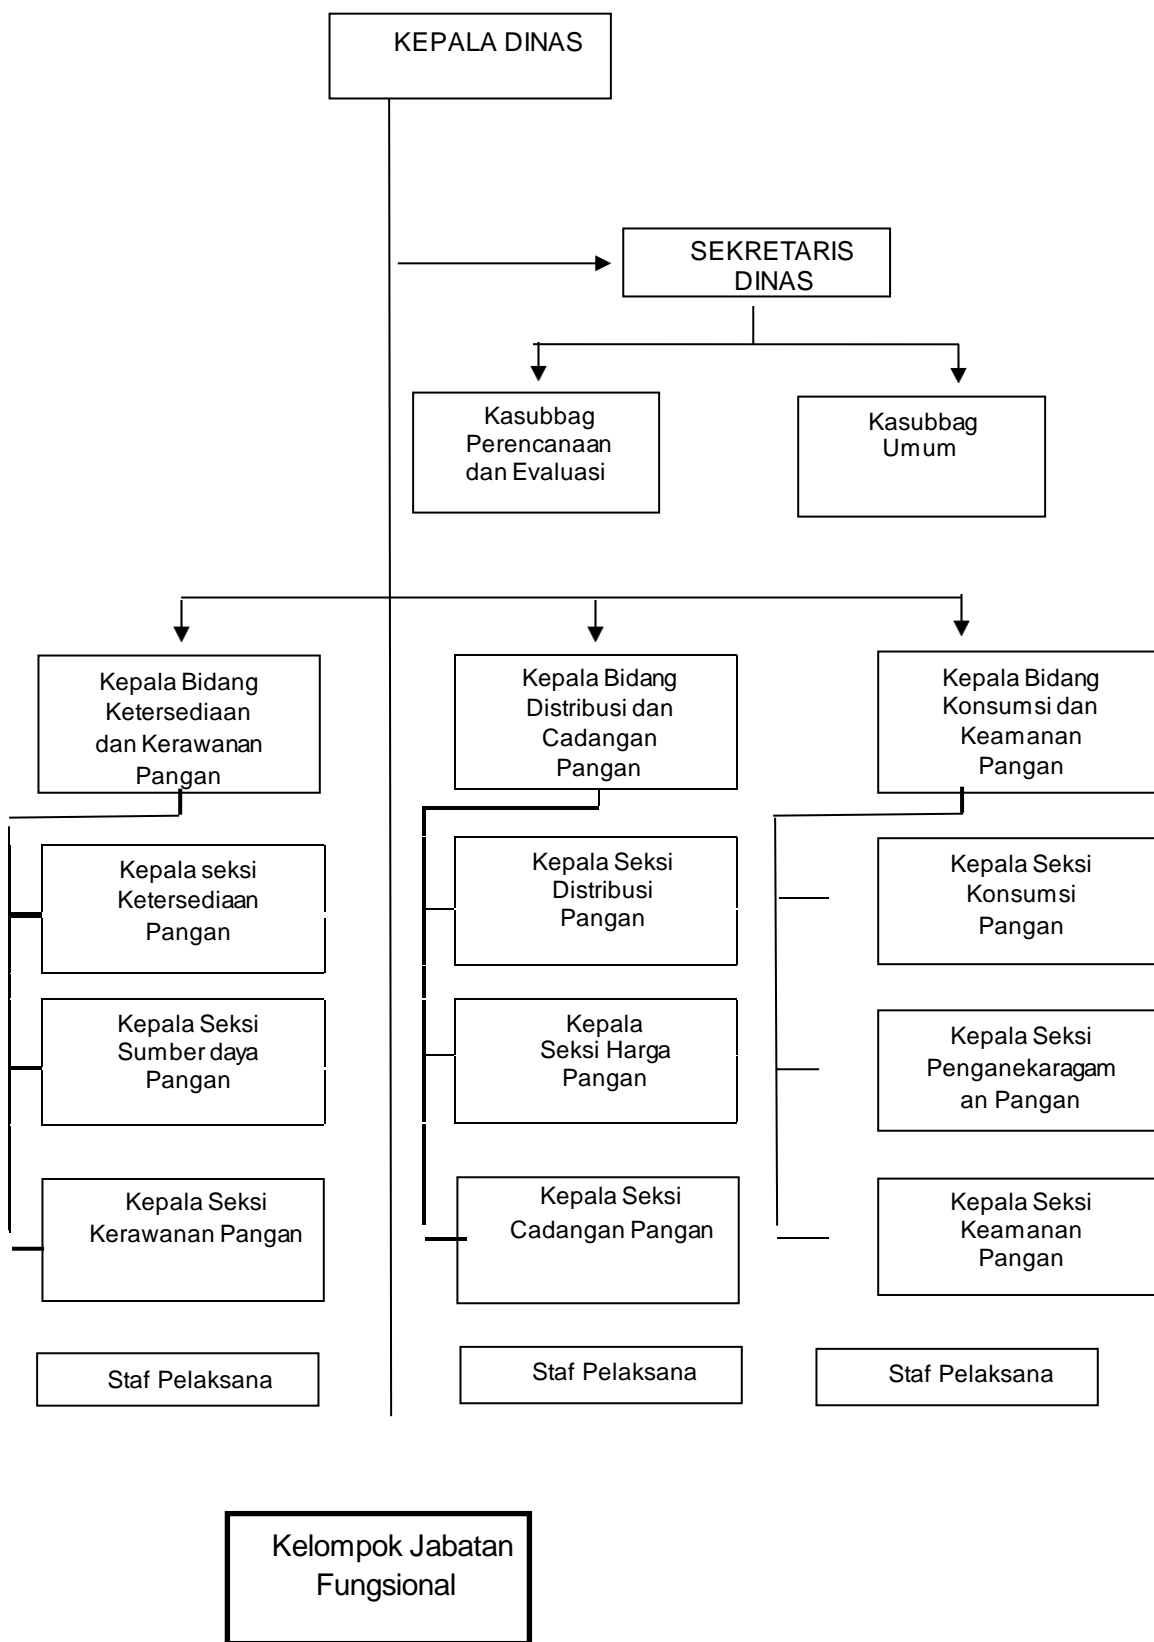 KEPALA DINAS
SEKRETARIS
DINAS
Kasubbag
Perencanaan
dan Evaluasi
Kasubbag
Umum
Kepala Bidang
Ketersediaan
dan Kerawanan
Pangan
Kepala Bidang
Distribusi dan
Cadangan
Pangan
Kepala Bidang
Konsumsi dan
Keamanan
Pangan
Kepala seksi
Ketersediaan
Pangan
Kepala Seksi
Distribusi
Pangan
Kepala Seksi
Konsumsi
Pangan
Kepala Seksi
Sumber daya
Pangan
Kepala
Seksi Harga
Pangan
Kepala Seksi
Penganekaragam
an Pangan
Kepala Seksi
Kerawanan Pangan
Kepala Seksi
Cadangan Pangan
Kepala Seksi
Keamanan
Pangan
Staf Pelaksana
Staf Pelaksana
Staf Pelaksana
Kelompok Jabatan
Fungsional